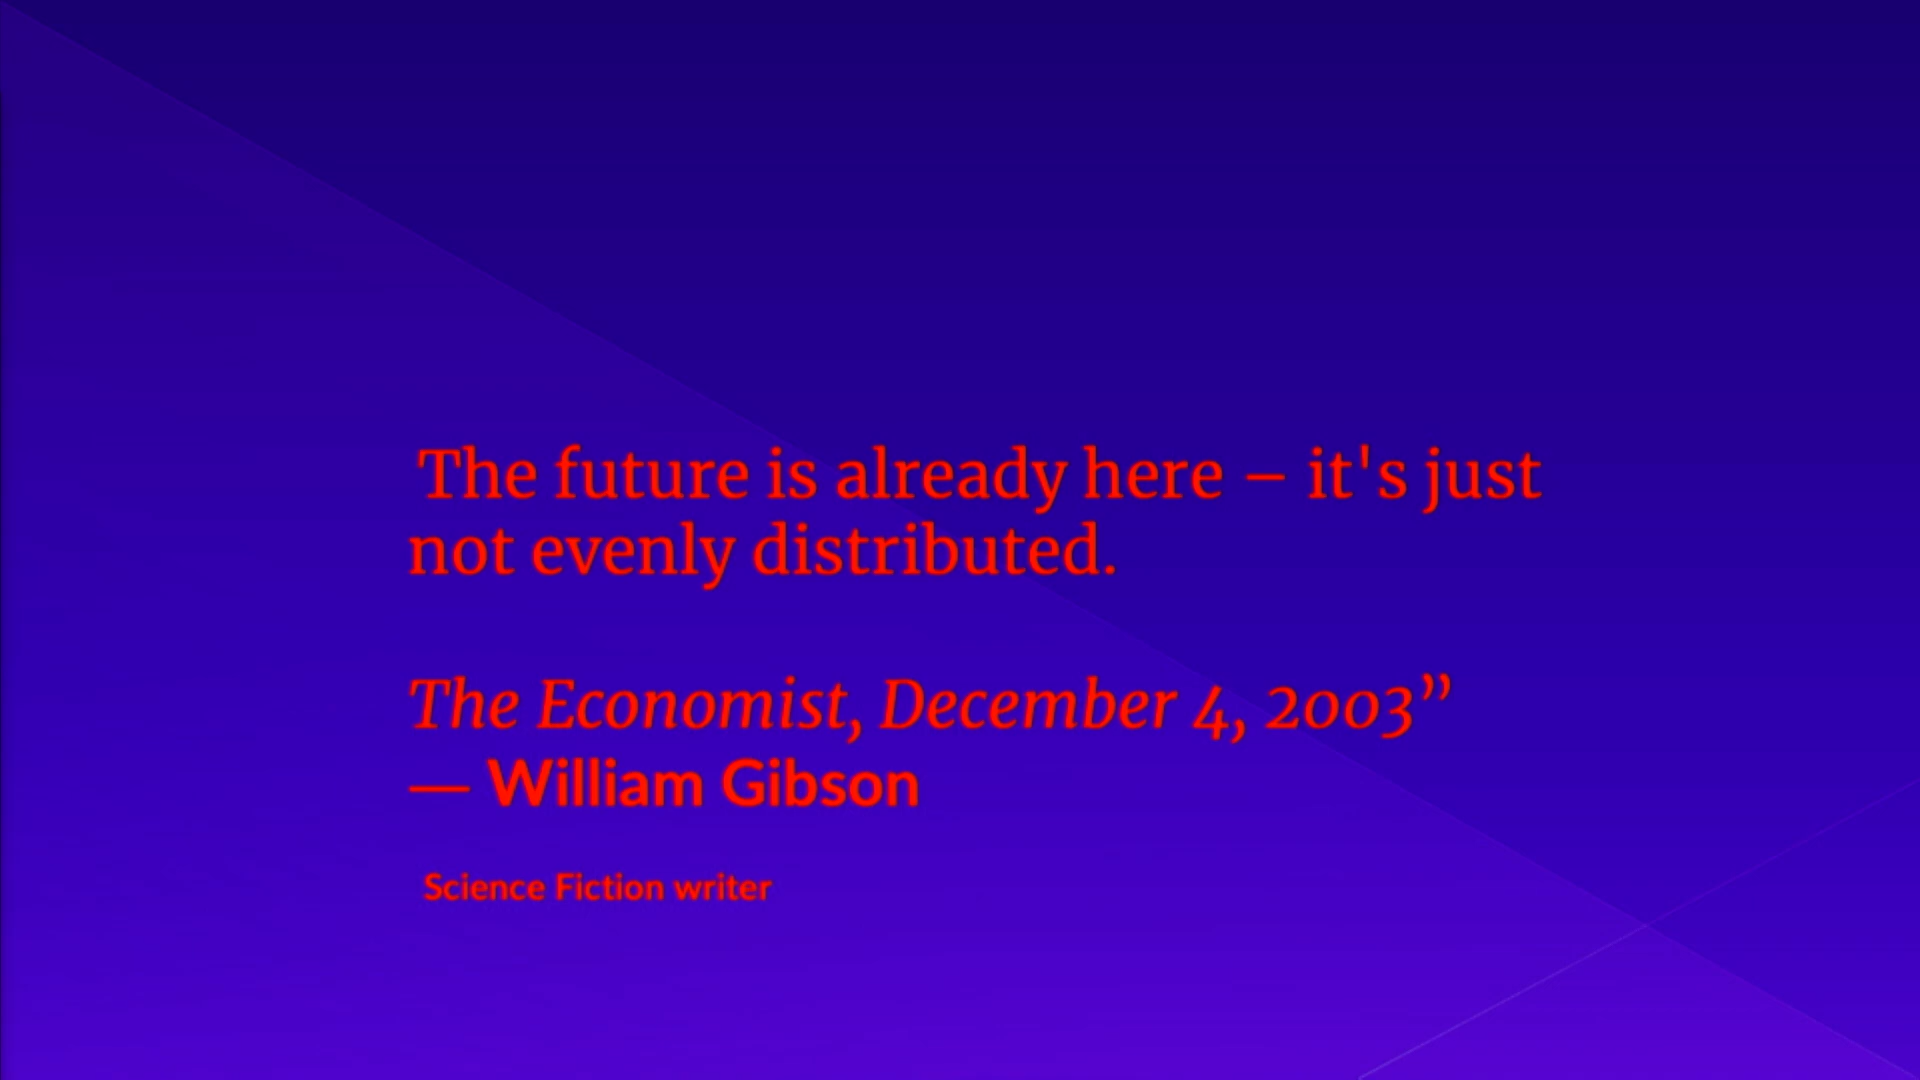 The future is already here – it's just
not evenly distributed.
The Economist, December 4, 2003”
— William Gibson
Science Fiction writer